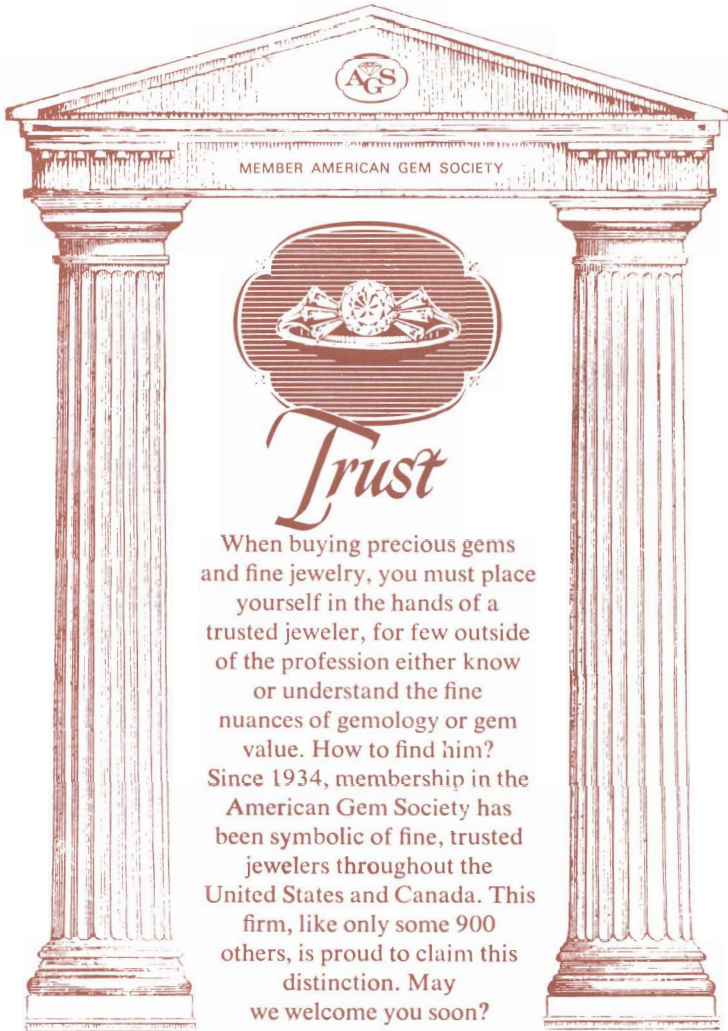 AGS
MEMBER AMERICAN GEM SOCIETY
Trust
When buying precious gems
and fine jewelry, you must place
yourself in the hands of a
trusted jeweler, for few outside
of the profession either know
or understand the fine
nuances of gemology or gem
value. How to find him?
Since 1934, membership in the
American Gem Society has
been symbolic of fine, trusted
jewelers throughout the
United States and Canada. This
firm, like only some 900
others, is proud to claim this
distinction. May
we welcome you soon?